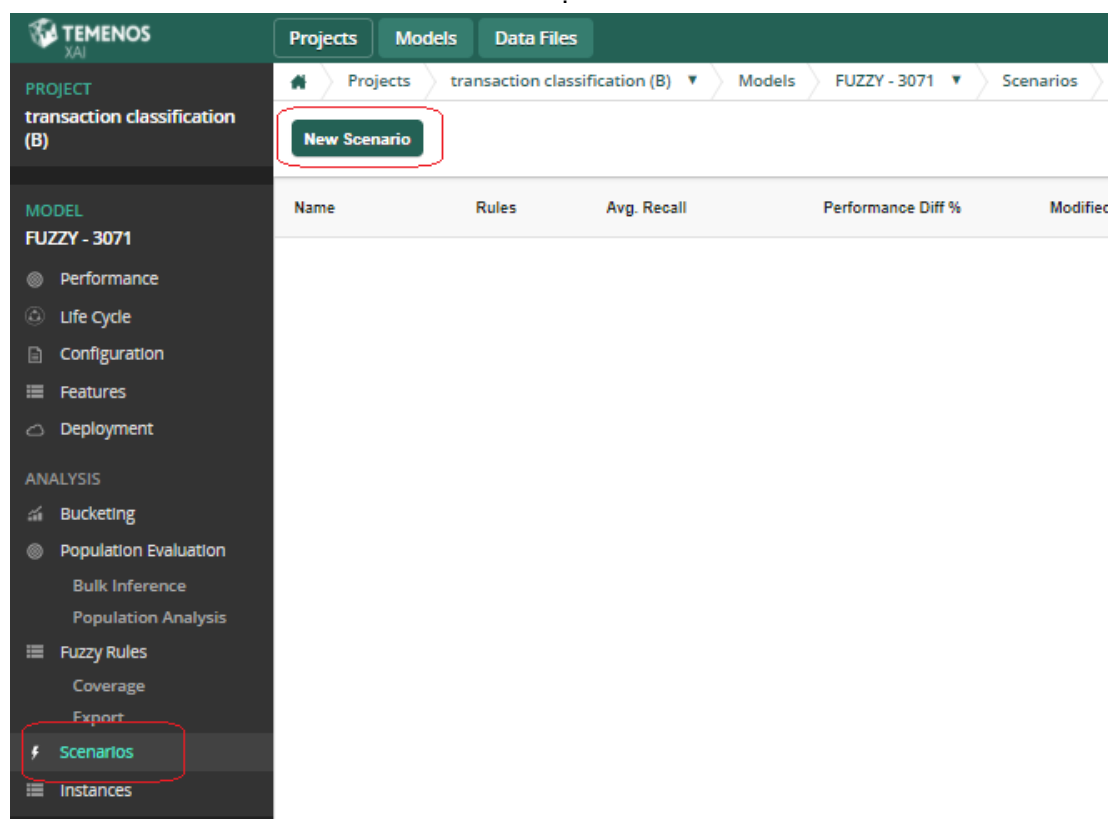 TEMENOS
XAI
Projects Models Data Files
PROJECT
transaction classification
(B)
Projects transaction classification (B) ▼ Models FUZZY - 3071 ▼ Scenarios
New Scenario
MODEL
FUZZY - 3071
Name Rules Avg. Recall Performance Diff % Modified
Performance
Life Cycle
Configuration
Features
Deployment
ANALYSIS
Bucketing
Population Evaluation
Bulk Inference
Population Analysis
Fuzzy Rules
Coverage
Export
Scenarios
Instances